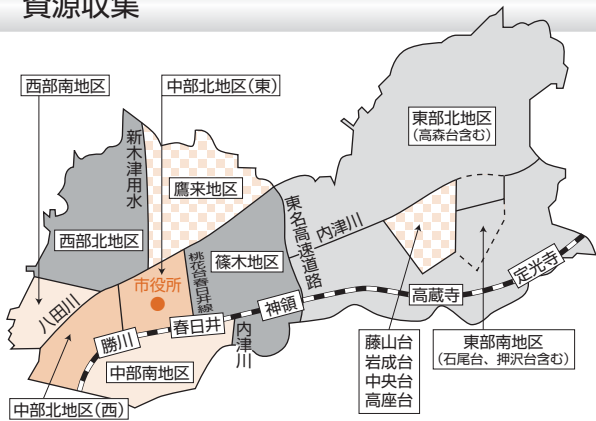 資源収集
西部南地区
中部北地区(東)
東部北地区
(高森台含む)
新木津用水
鷹来地区
東名高速道路
内津川
西部北地区
桃花台春日井線
篠木地区
市役所
八田川
定光寺
高蔵寺
神領
春日井
勝川
内津川
中部南地区
藤山台
岩成台
中央台
高座台
東部南地区
(石尾台、押沢台含む)
中部北地区(西)